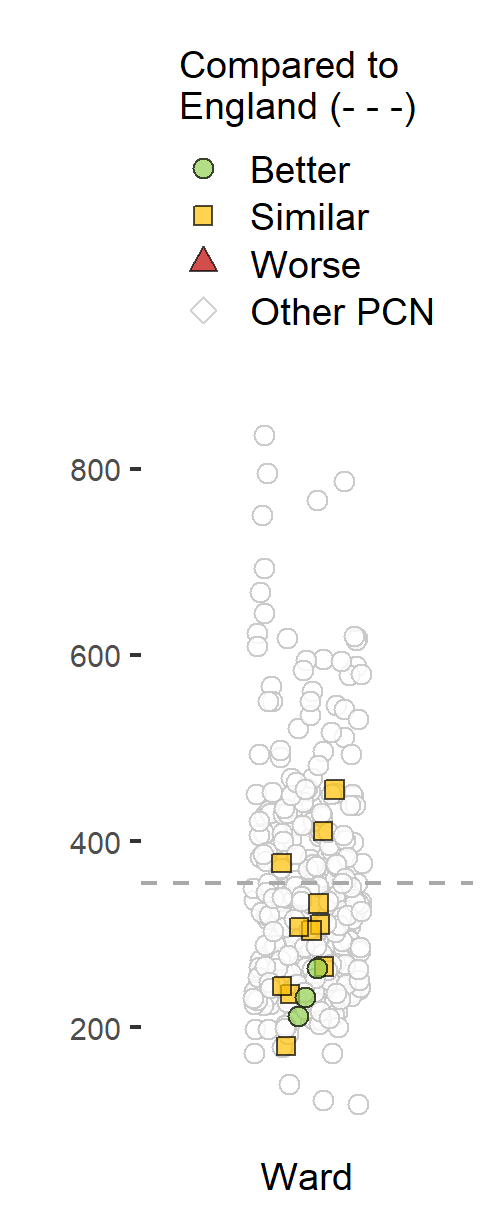 Compared to
England (- - -)
Better
Similar
Worse
Other PCN
800
600
400
200
Ward